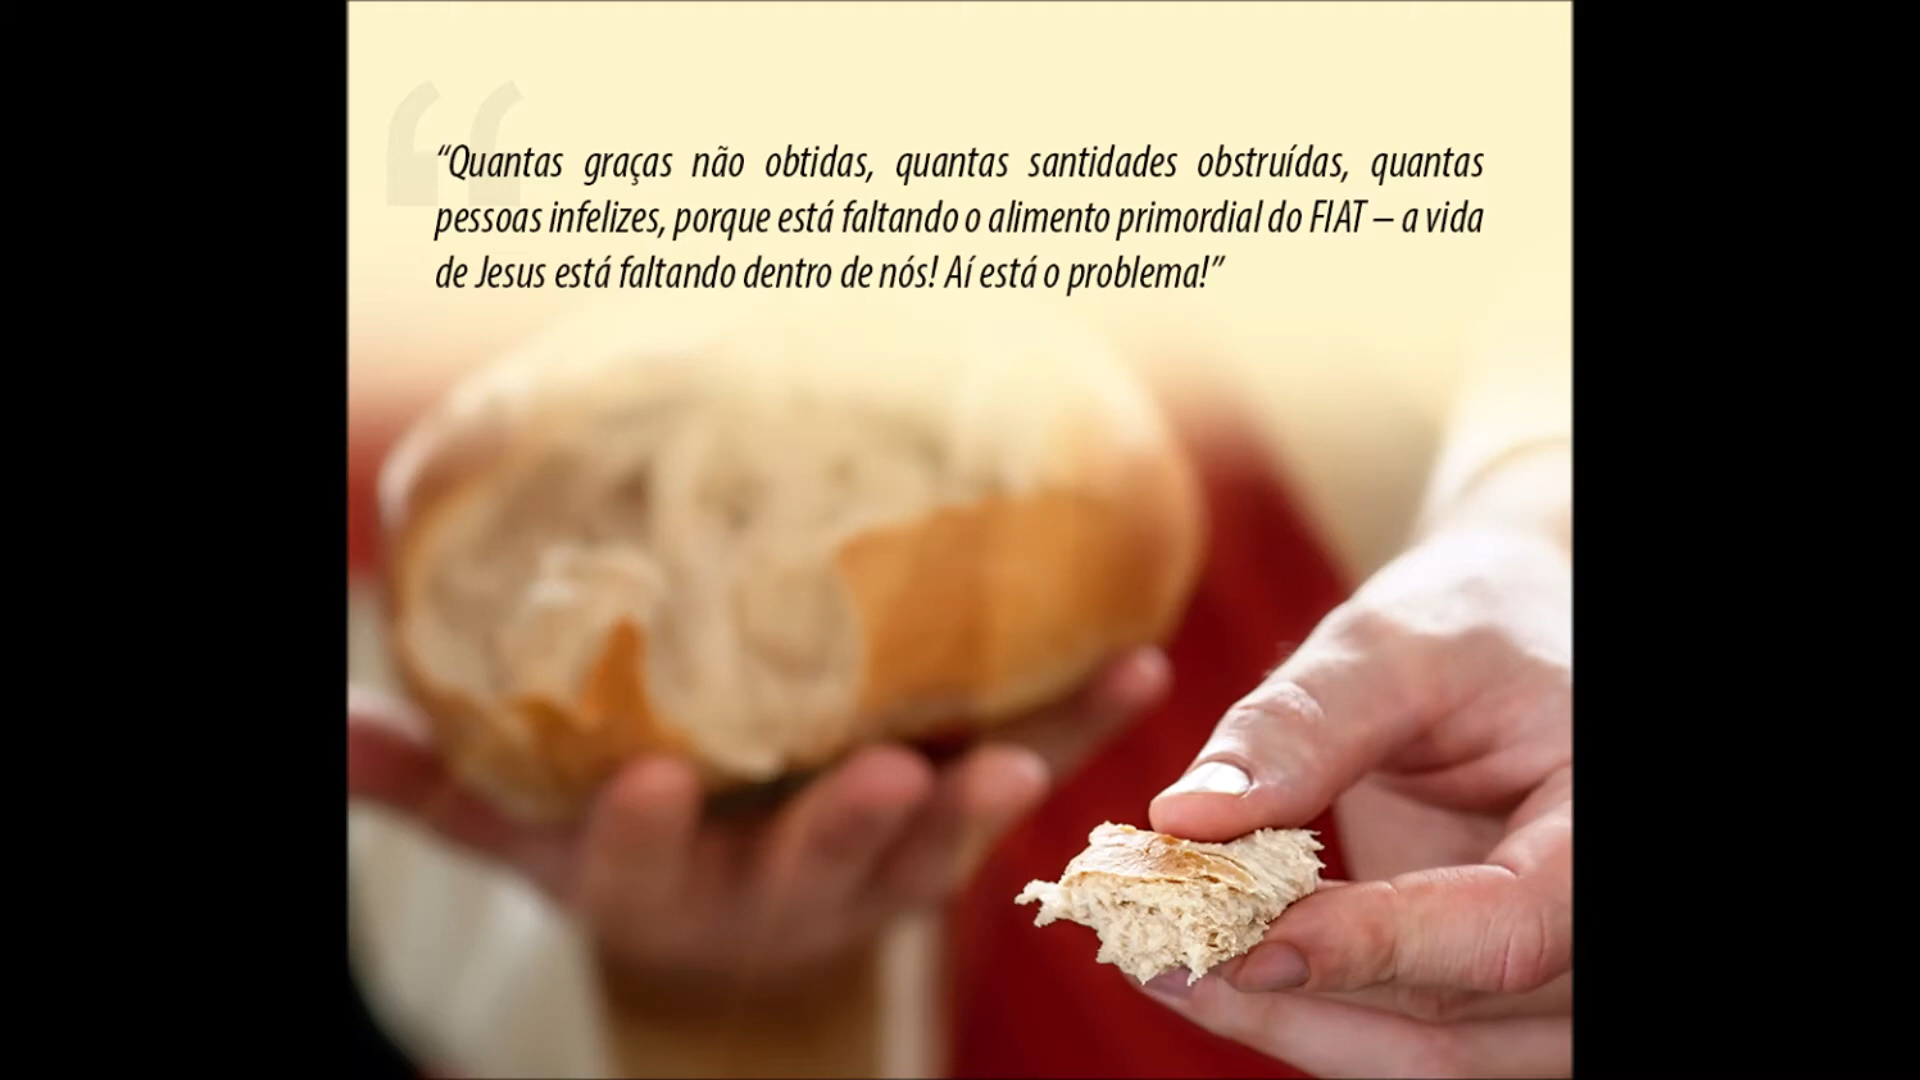 “Quantas graças não obtidas, quantas santidades obstruídas, quantas
pessoas infelizes, porque está faltando o alimento primordial do FIAT – a vida
de Jesus está faltando dentro de nós! Aí está o problema!”